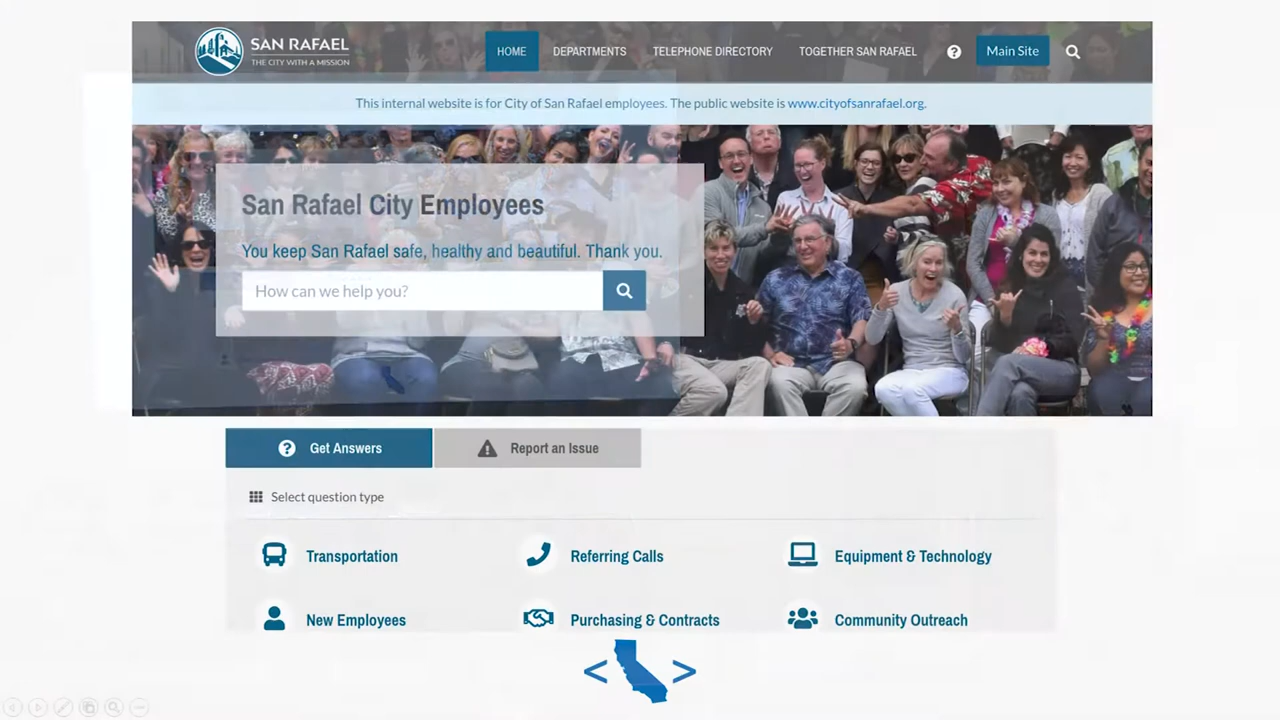 SAN RAFAEL
THE CITY WITH A MISSION
HOME DEPARTMENTS TELEPHONE DIRECTORY TOGETHER SAN RAFAEL ? Main Site
This internal website is for City of San Rafael employees. The public website is www.cityofsanrafael.org.
San Rafael City Employees
You keep San Rafael safe, healthy and beautiful. Thank you.
How can we help you?
? Get Answers Report an Issue
Select question type
Transportation Referring Calls Equipment & Technology
New Employees Purchasing & Contracts Community Outreach
< >